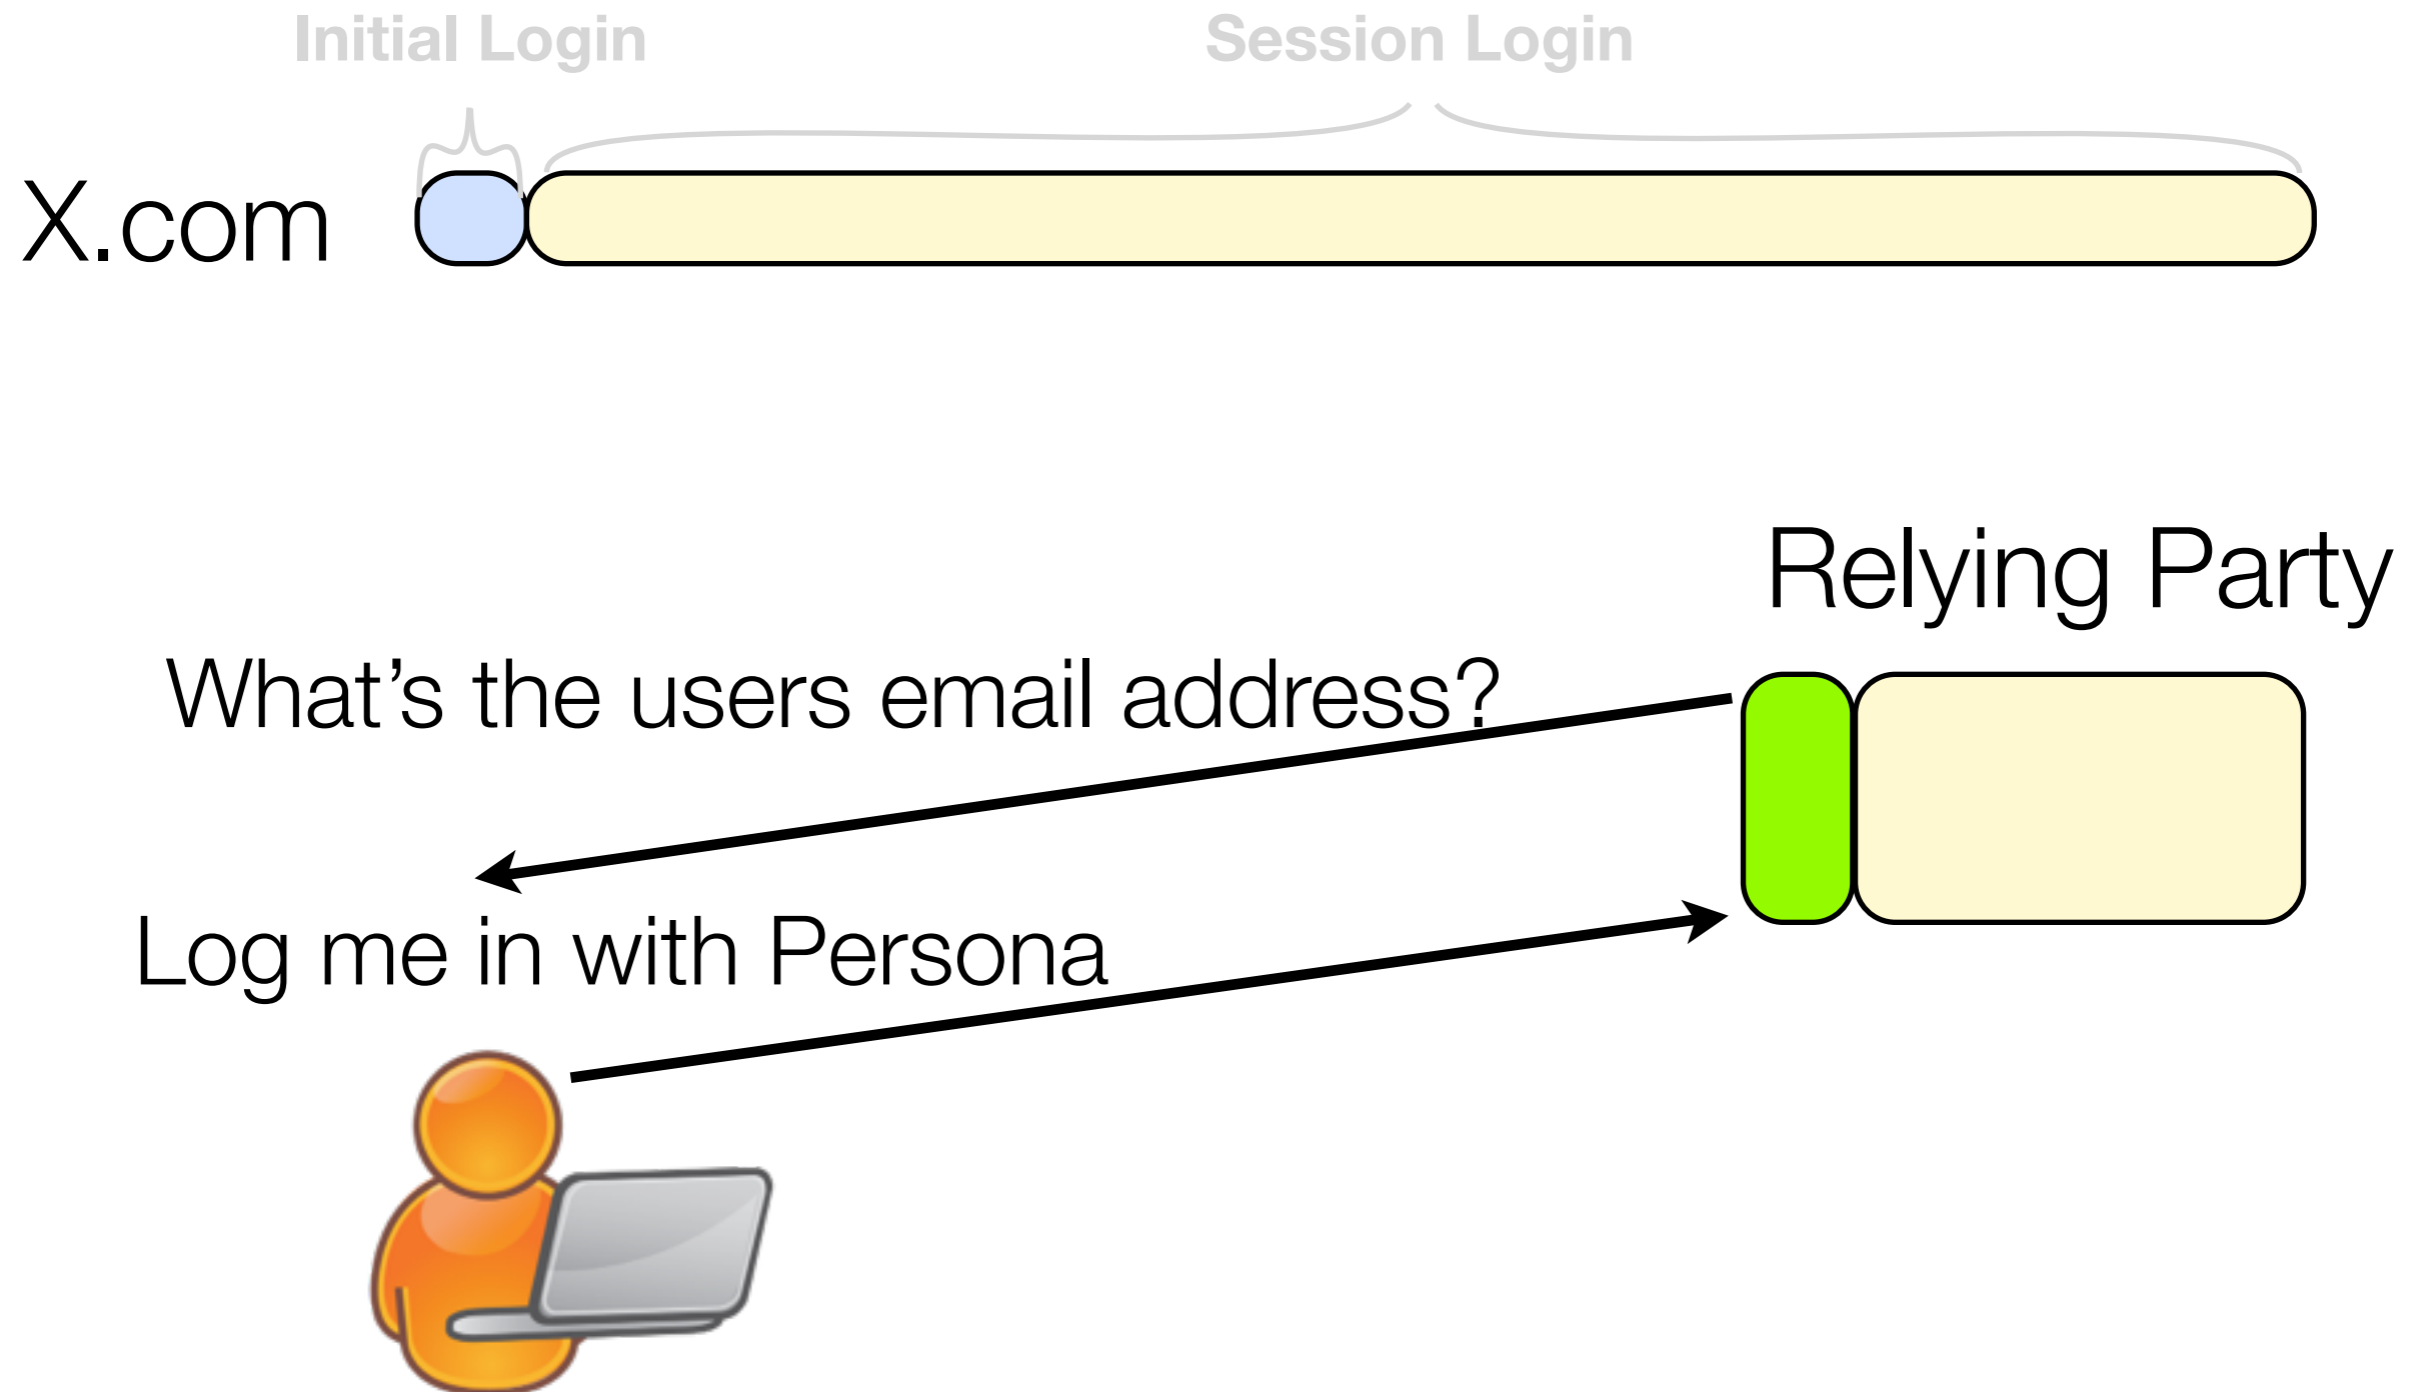 Initial Login
Session Login
X.com
Relying Party
What’s the users email address?
Log me in with Persona